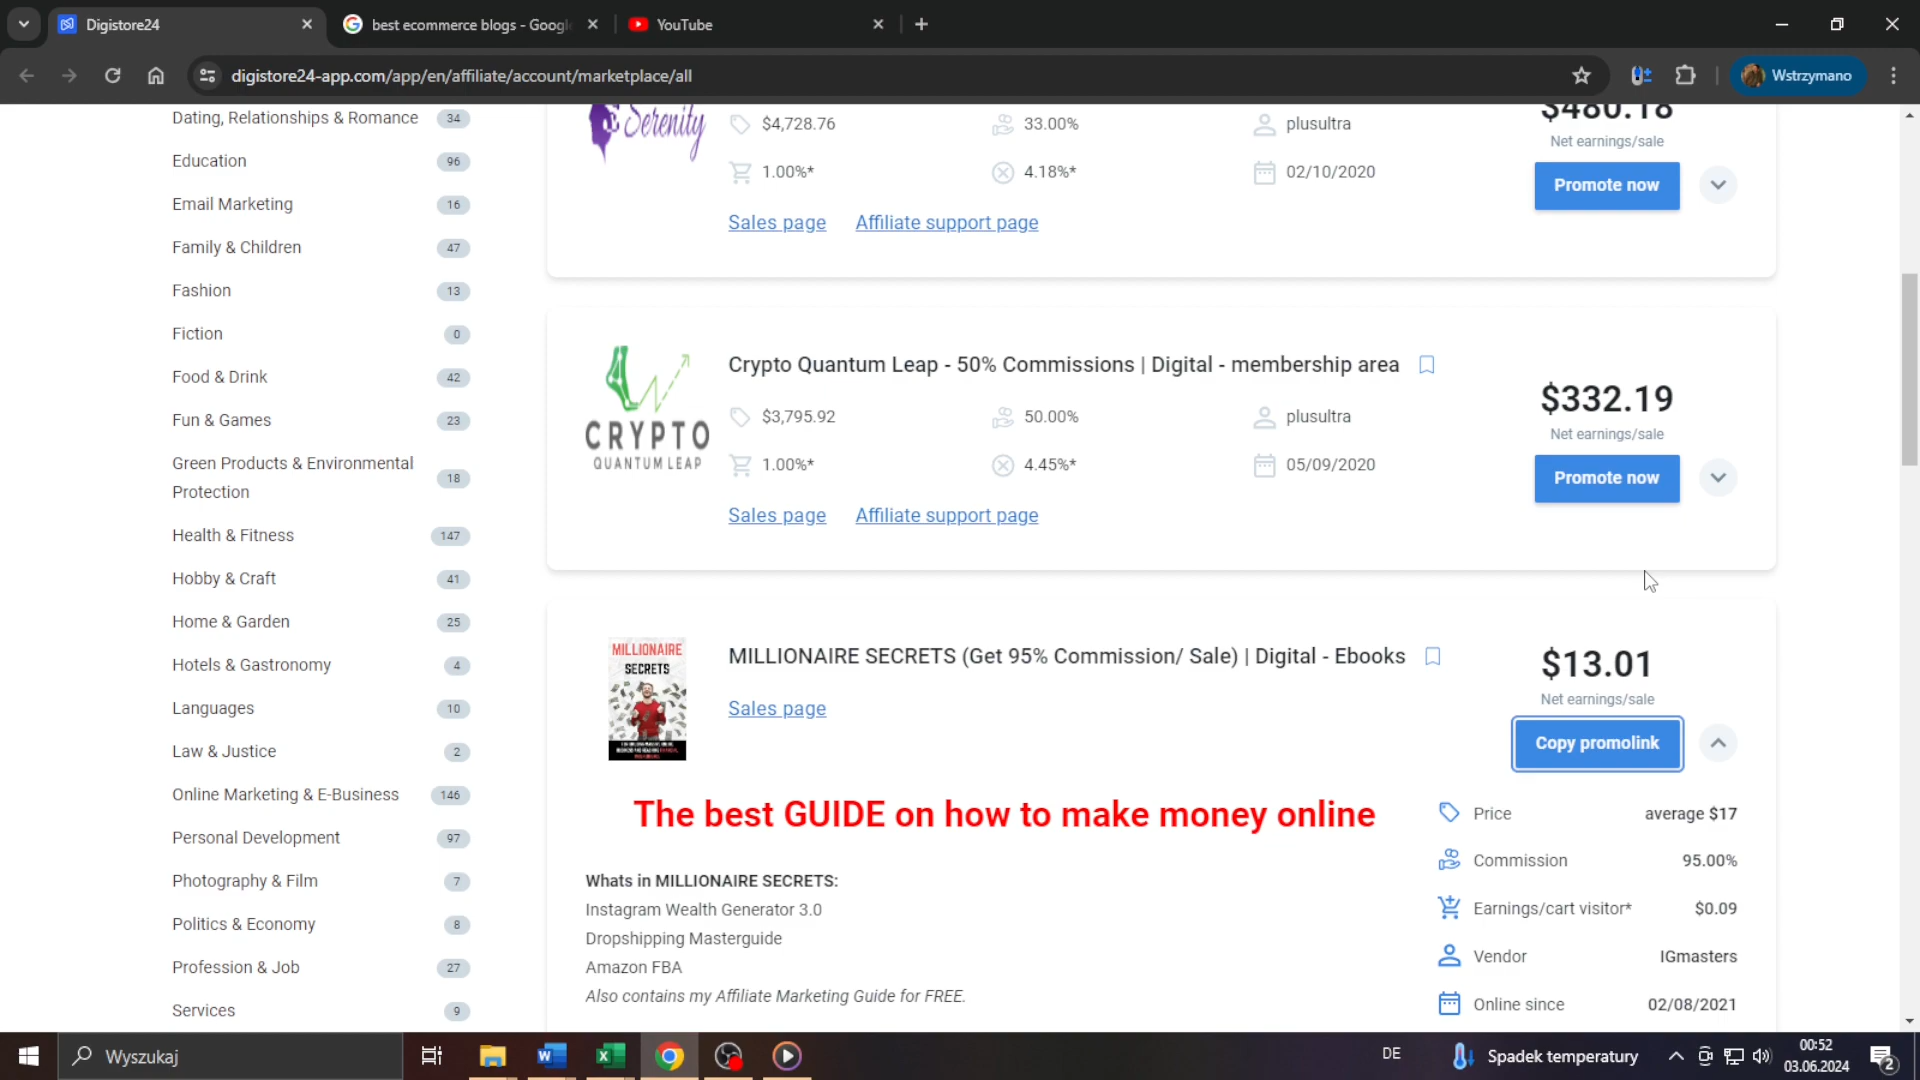 Digistore24
best ecommerce blogs - Google
YouTube
digistore24-app.com/app/en/affiliate/account/marketplace/all
Wstrzymano
Dating, Relationships & Romance 34
Education 96
Email Marketing 16
Family & Children 47
Fashion 13
Fiction 0
Food & Drink 42
Fun & Games 23
Green Products & Environmental
Protection 18
Health & Fitness 147
Hobby & Craft 41
Home & Garden 25
Hotels & Gastronomy 4
Languages 10
Law & Justice 2
Online Marketing & E-Business 146
Personal Development 97
Photography & Film 7
Politics & Economy 8
Profession & Job 27
Services 9
Serenity
$4,728.76 33.00% plusultra
1.00%* 4.18%* 02/10/2020
Sales page Affiliate support page
$480.18
Net earnings/sale
Promote now
CRYPTO
QUANTUM LEAP
Crypto Quantum Leap - 50% Commissions | Digital - membership area
$3,795.92 50.00% plusultra
1.00%* 4.45%* 05/09/2020
Sales page Affiliate support page
$332.19
Net earnings/sale
Promote now
MILLIONAIRE
SECRETS
MILLIONAIRE SECRETS (Get 95% Commission/ Sale) | Digital - Ebooks
Sales page
$13.01
Net earnings/sale
Copy promolink
The best GUIDE on how to make money online
Whats in MILLIONAIRE SECRETS:
Instagram Wealth Generator 3.0
Dropshipping Masterguide
Amazon FBA
Also contains my Affiliate Marketing Guide for FREE.
Price average $17
Commission 95.00%
Earnings/cart visitor* $0.09
Vendor IGmasters
Online since 02/08/2021
Wyszukaj
DE
Spadek temperatury
00:52
03.06.2024
2